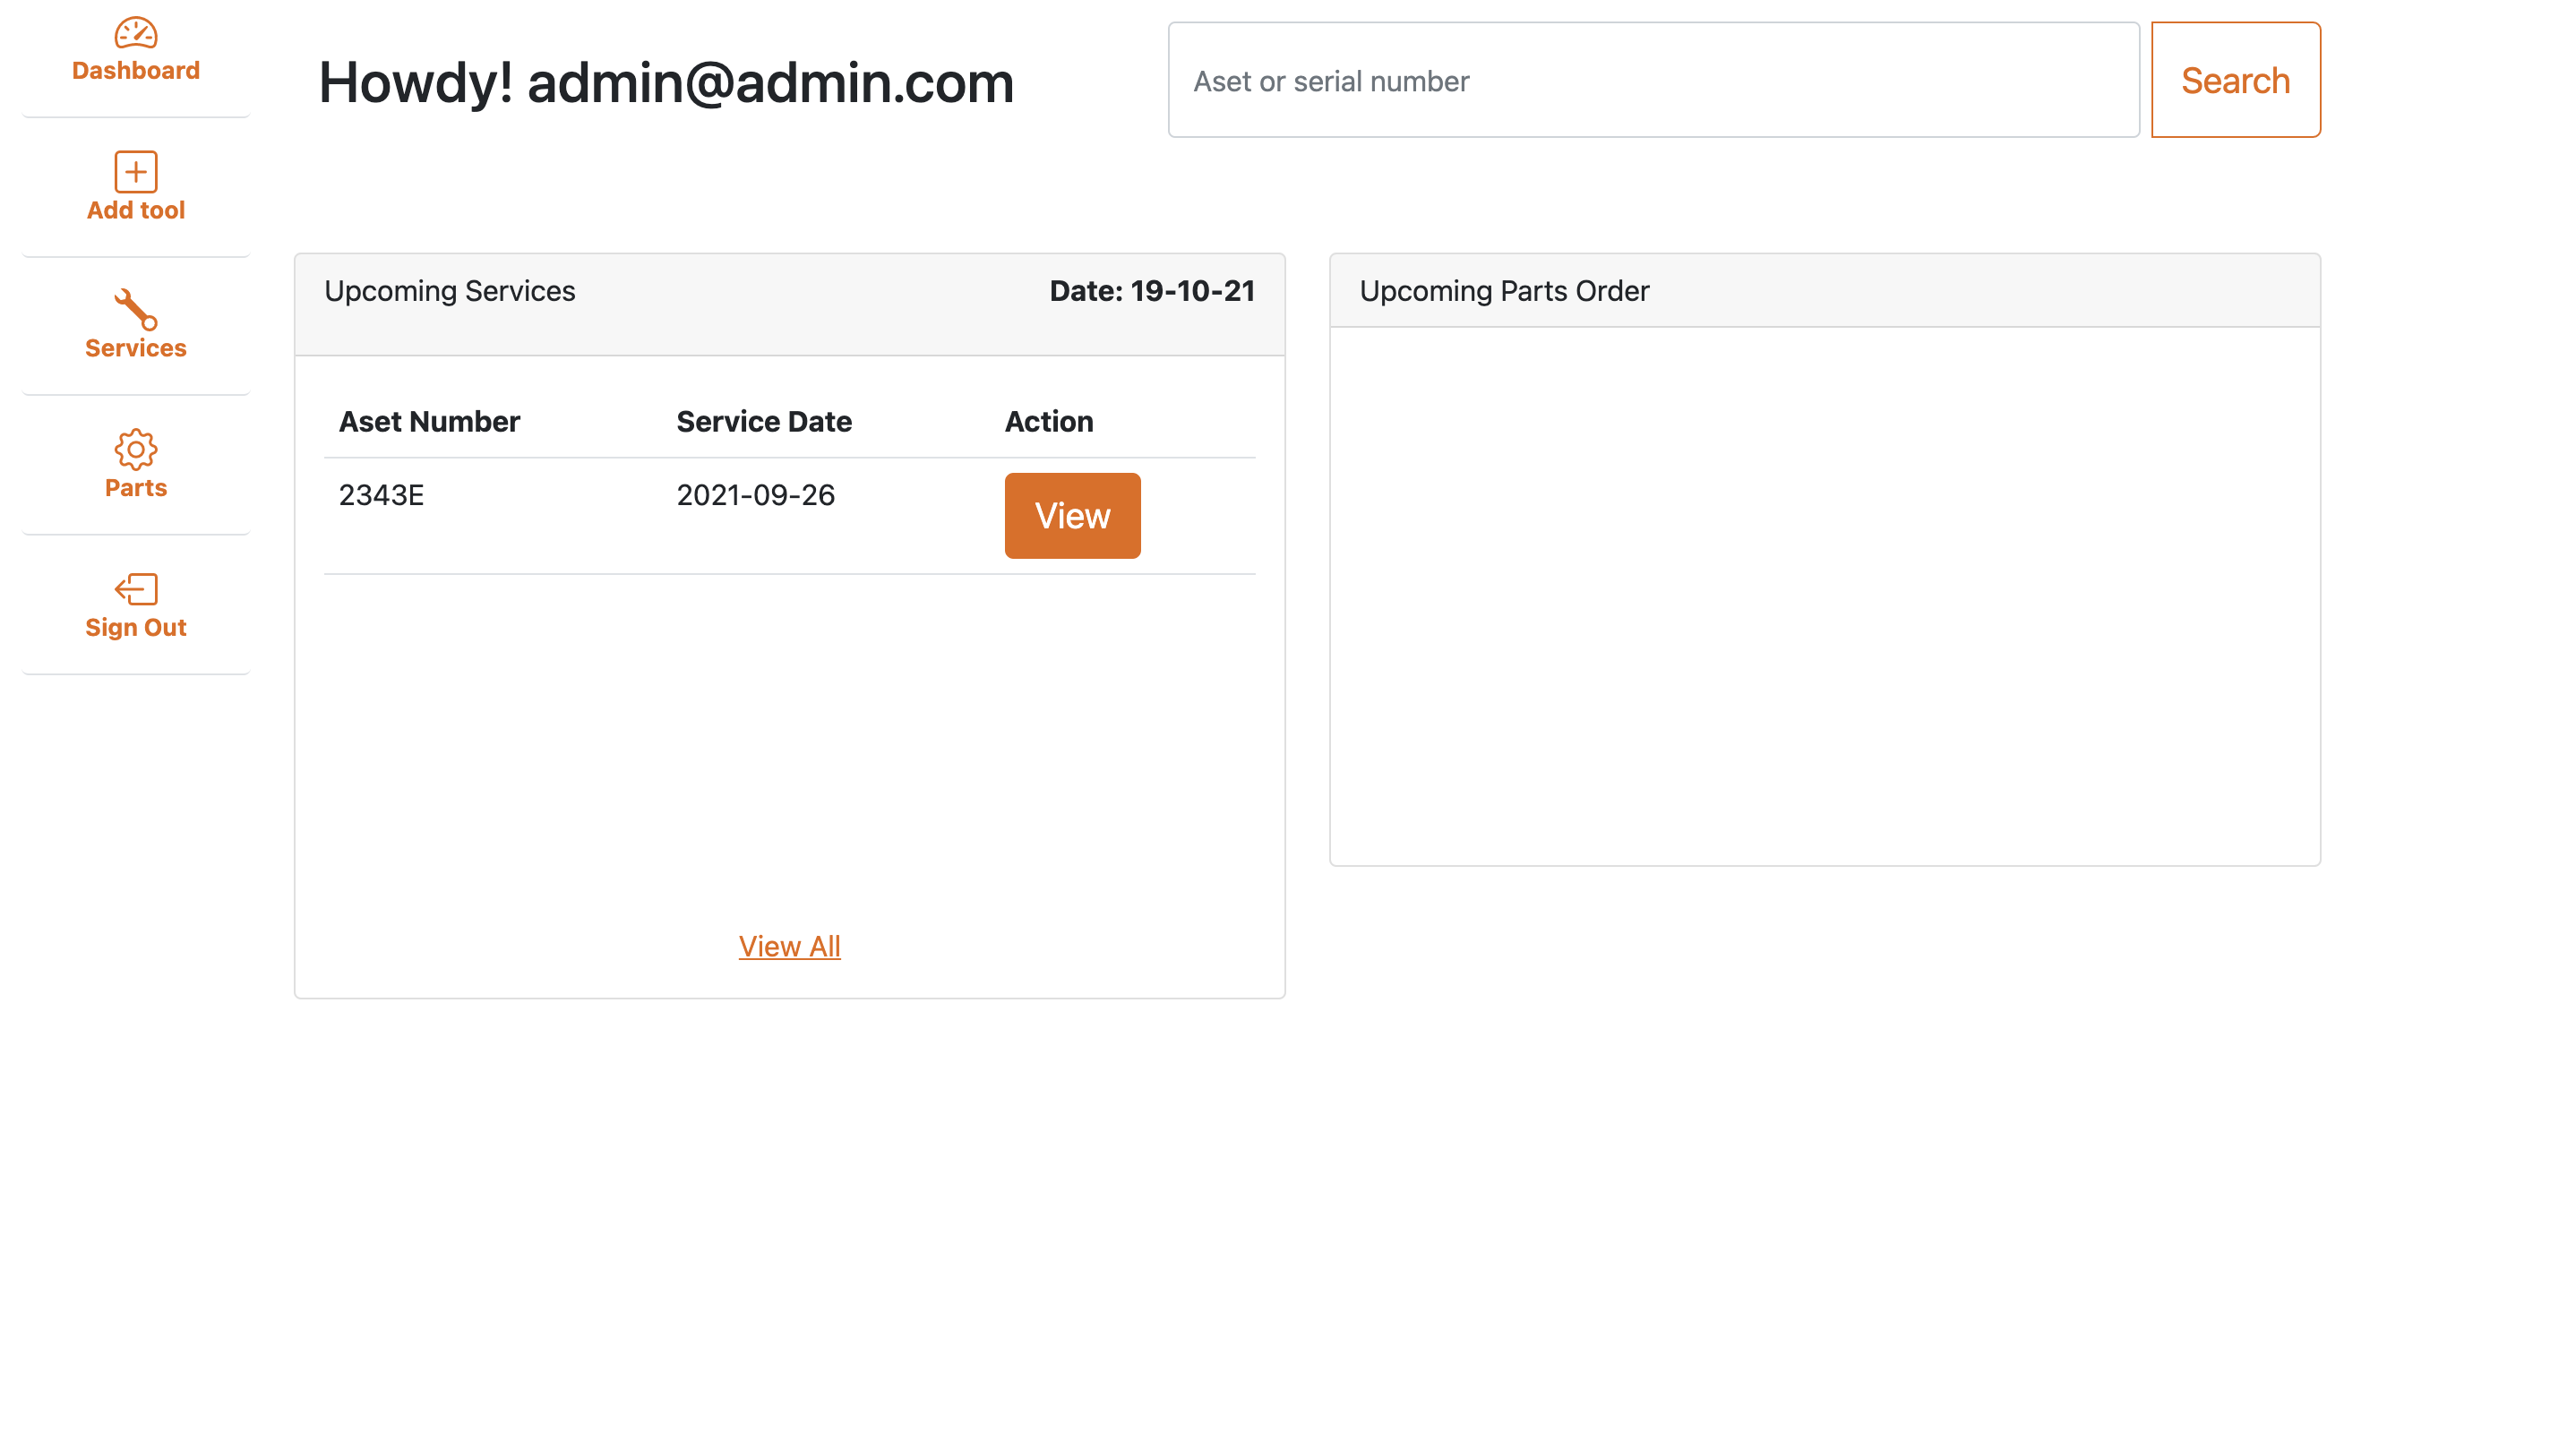 Dashboard
Add tool
Services
Parts
Sign Out
Howdy! admin@admin.com
Aset or serial number
Search
Upcoming Services
Date: 19-10-21
Aset Number Service Date Action
2343E 2021-09-26 View
View All
Upcoming Parts Order